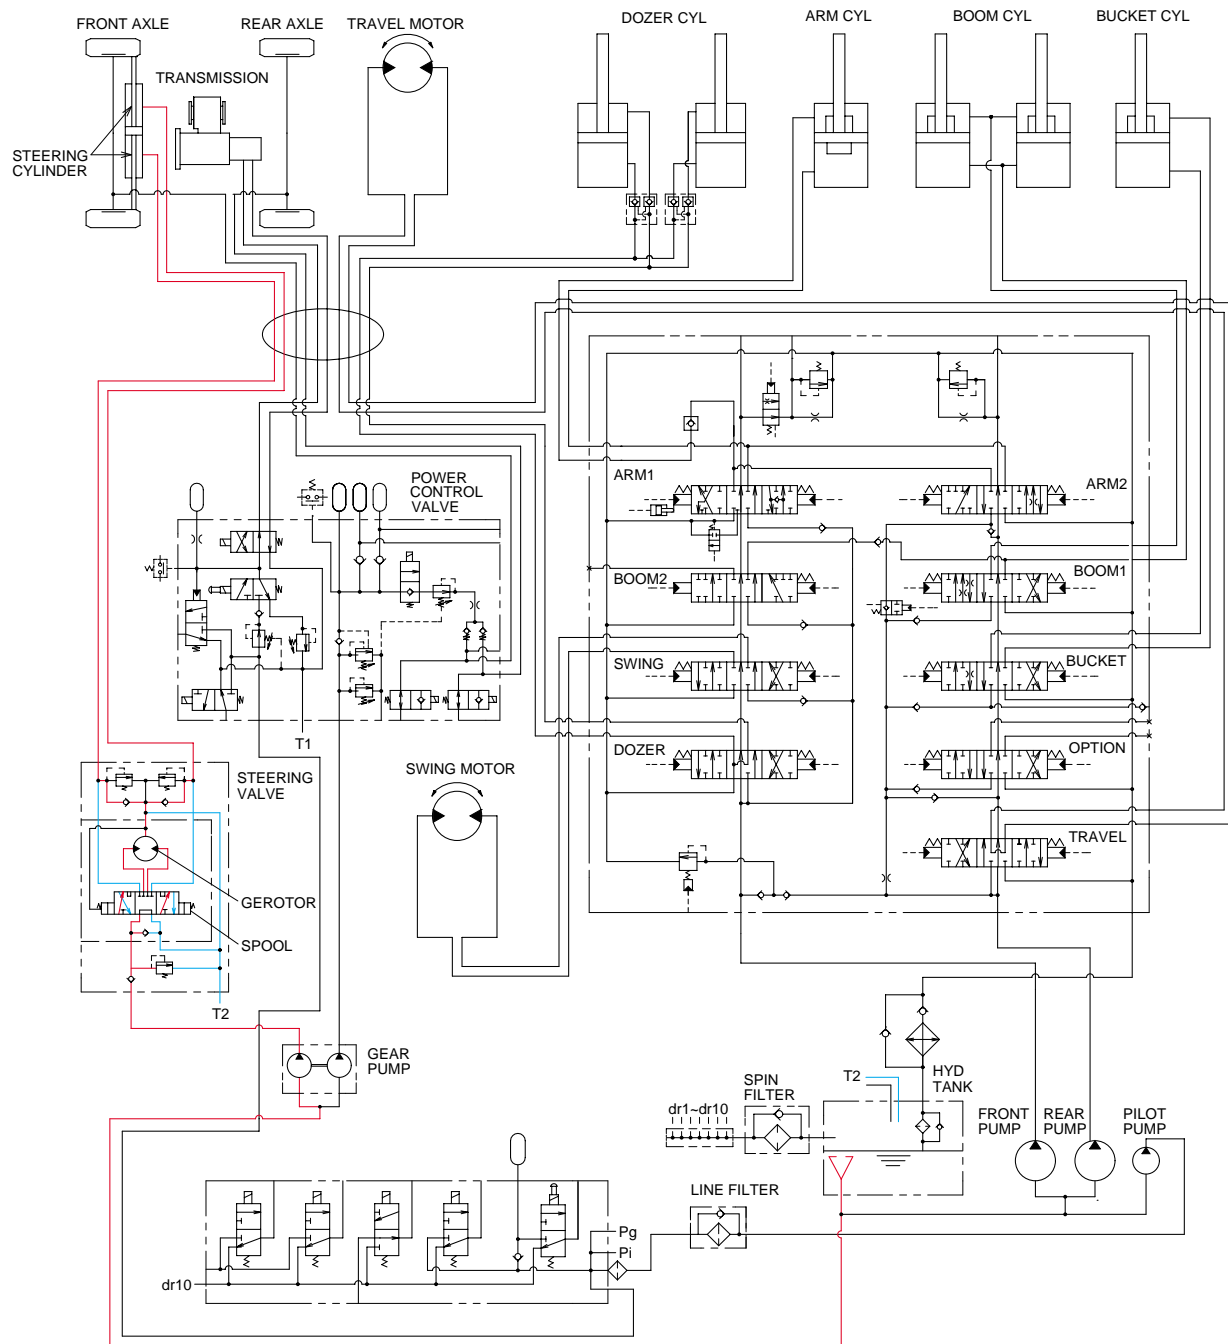 FRONT AXLE
REAR AXLE
TRAVEL MOTOR
DOZER CYL
ARM CYL
BOOM CYL
BUCKET CYL
TRANSMISSION
STEERING
CYLINDER
POWER
CONTROL
VALVE
ARM1
ARM2
BOOM2
BOOM1
SWING
BUCKET
DOZER
OPTION
TRAVEL
T1
STEERING
VALVE
SWING MOTOR
GEROTOR
SPOOL
T2
GEAR
PUMP
T2
HYD
TANK
SPIN
FILTER
dr1~dr10
FRONT
PUMP
REAR
PUMP
PILOT
PUMP
LINE FILTER
Pg
Pi
dr10